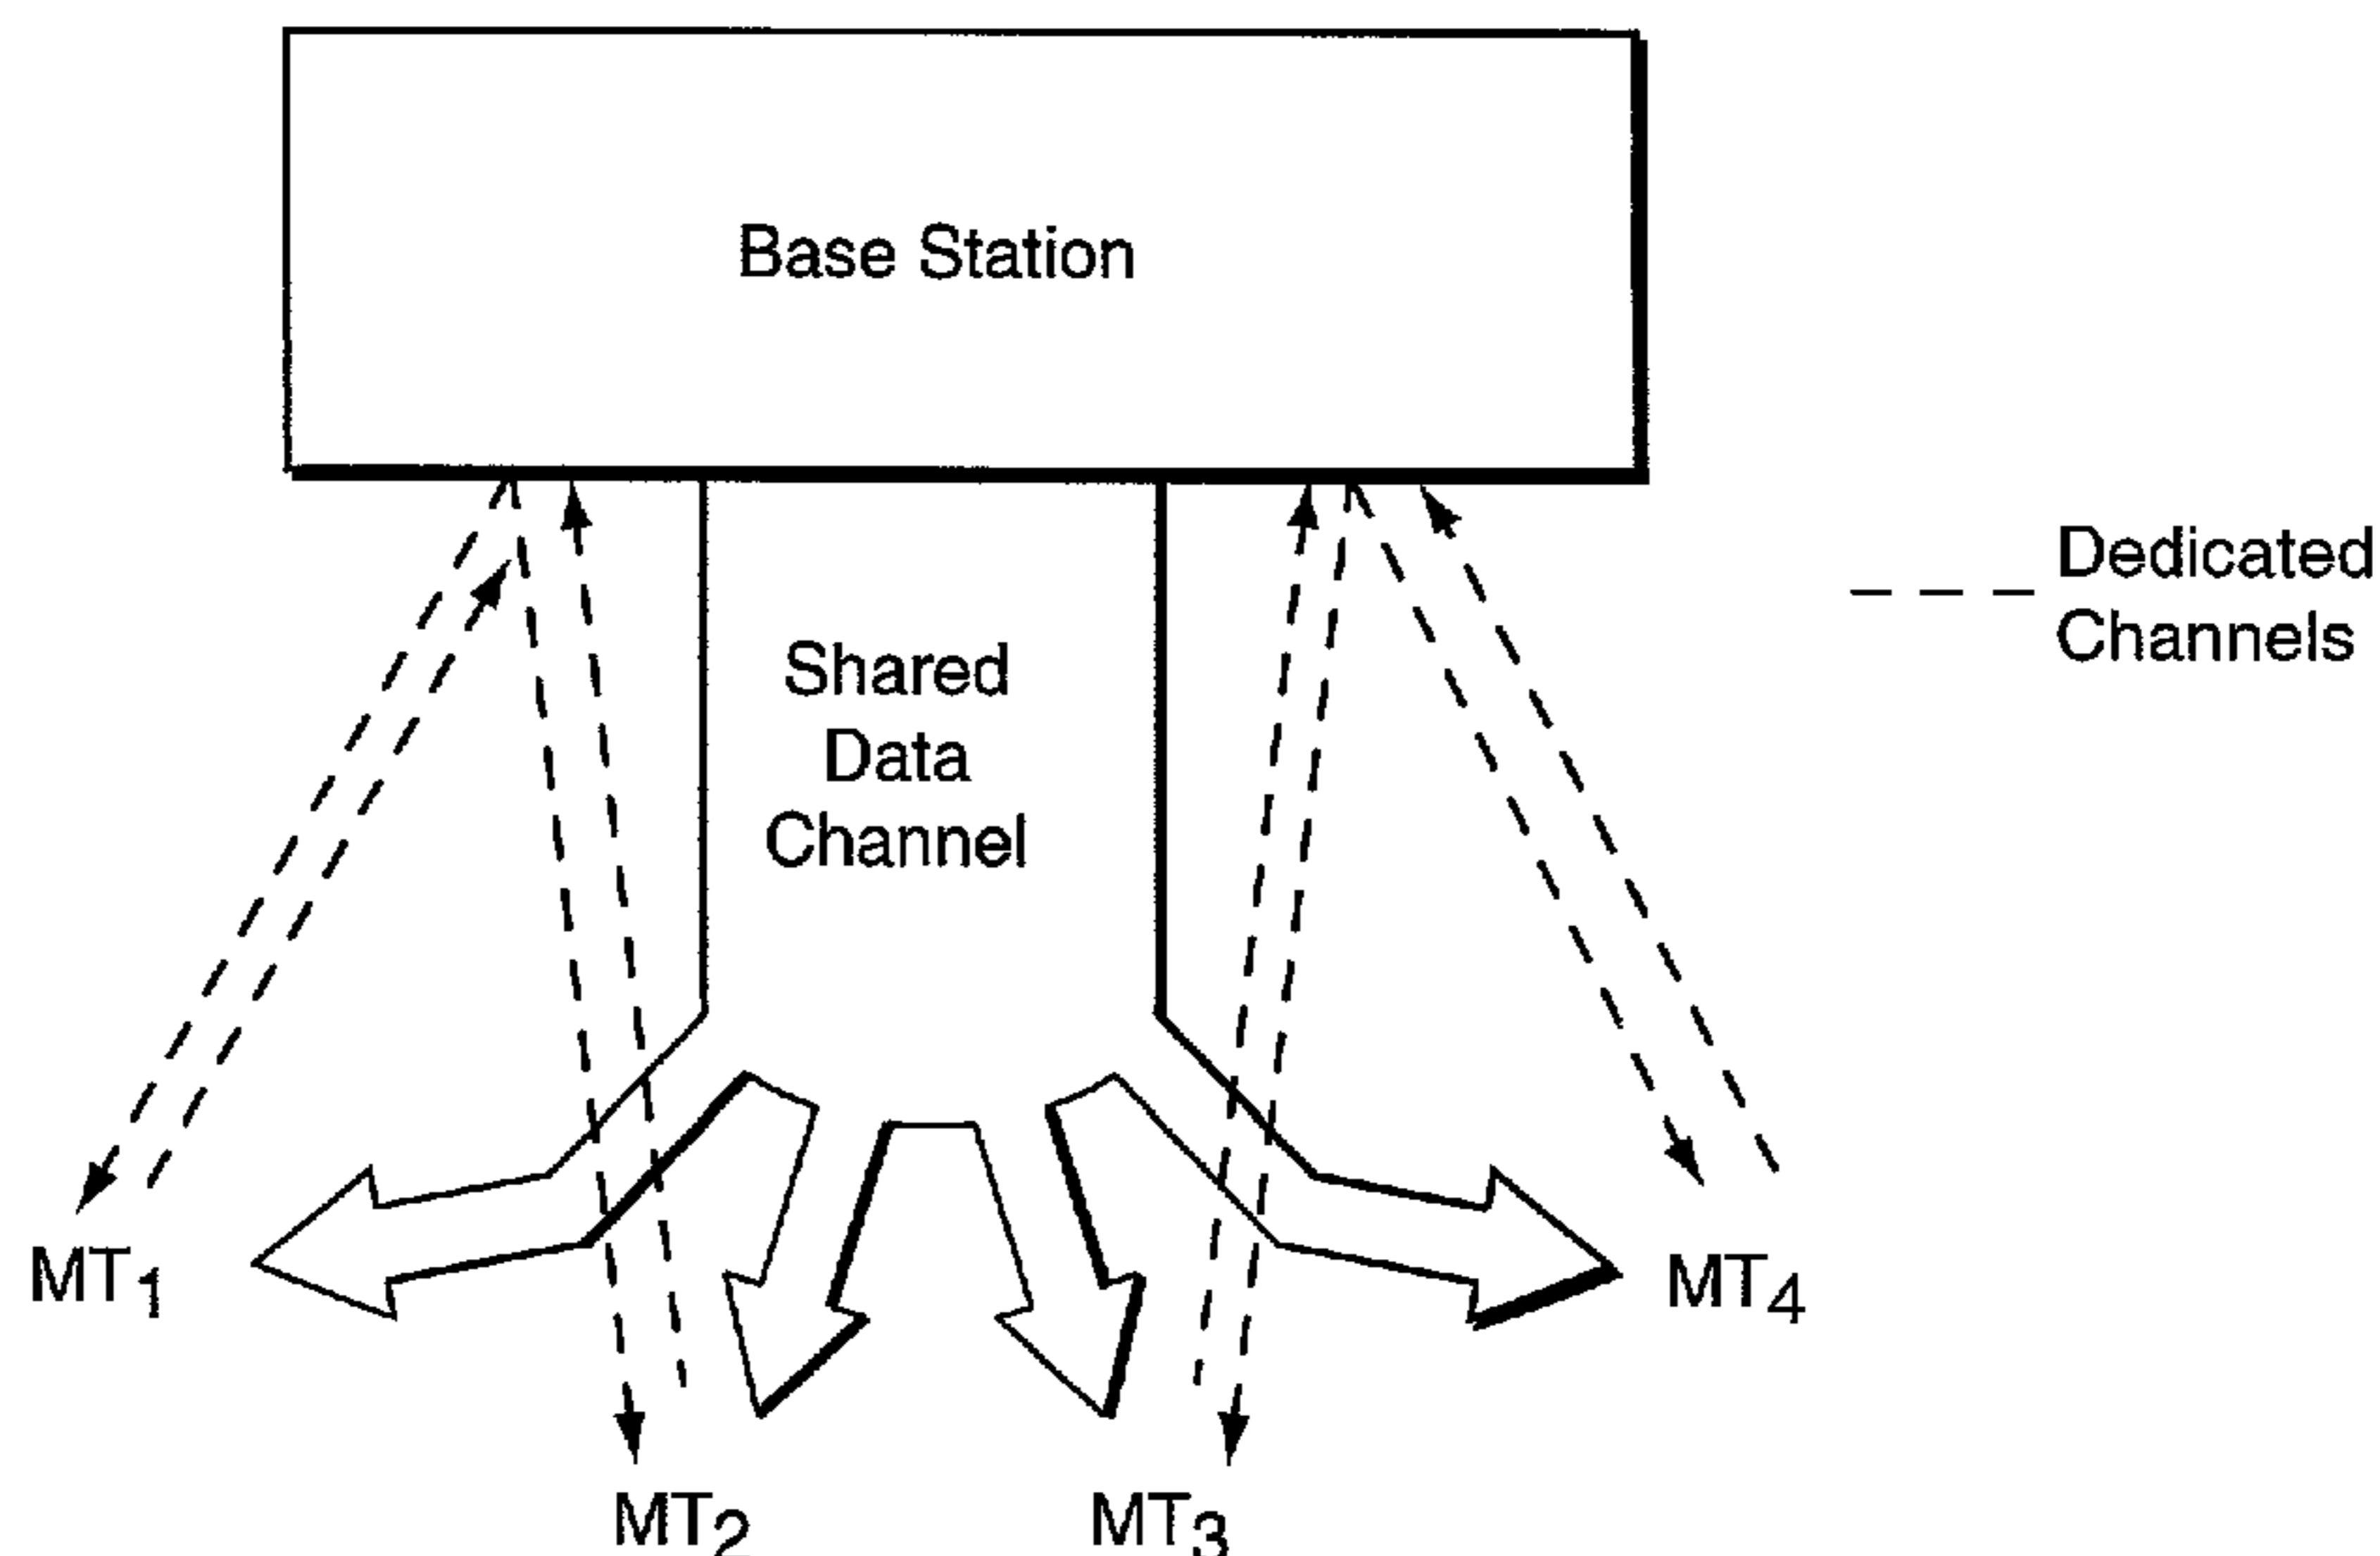 Base Station
Dedicated
Channels
Shared
Data
Channel
MT1
MT4
MT2
MT3